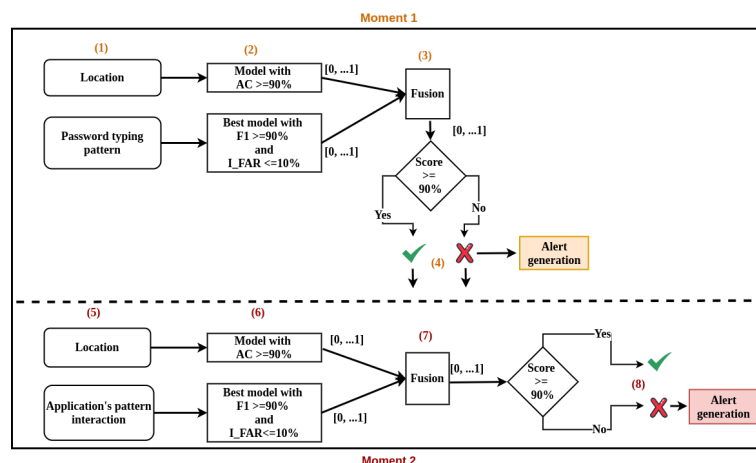 Moment 1
(1)
(2)
(3)
Location
Model with
AC >=90%
[0, ...1]
Fusion
Password typing
pattern
Best model with
F1 >=90%
and
I_FAR <=10%
[0, ...1]
[0, ...1]
Score
>=
90%
Yes
No
(4)
Alert
generation
(5)
(6)
(7)
Location
Model with
AC >=90%
[0, ...1]
Fusion
[0, ...1]
Application's pattern
interaction
Best model with
F1 >=90%
and
I_FAR<=10%
[0, ...1]
Score
>=
90%
Yes
No
(8)
Alert
generation
Moment 2